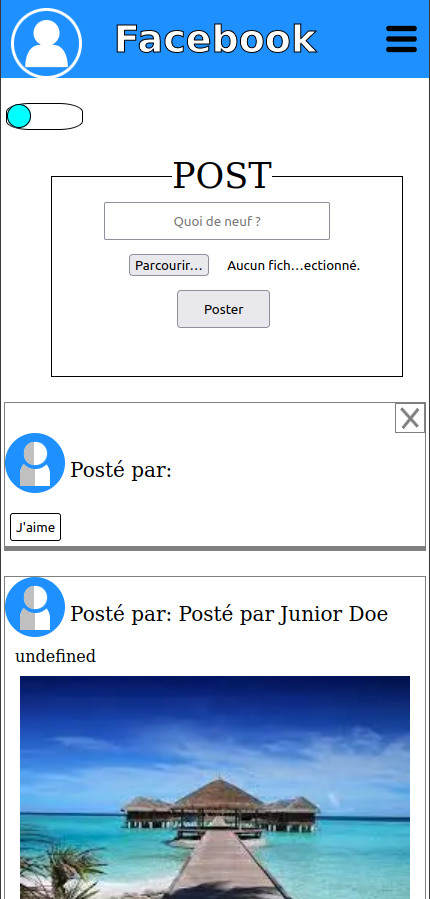 Facebook
POST
Quoi de neuf ?
Parcourir... Aucun fich...ectionné.
Poster
Posté par:
J'aime
Posté par: Posté par Junior Doe
undefined